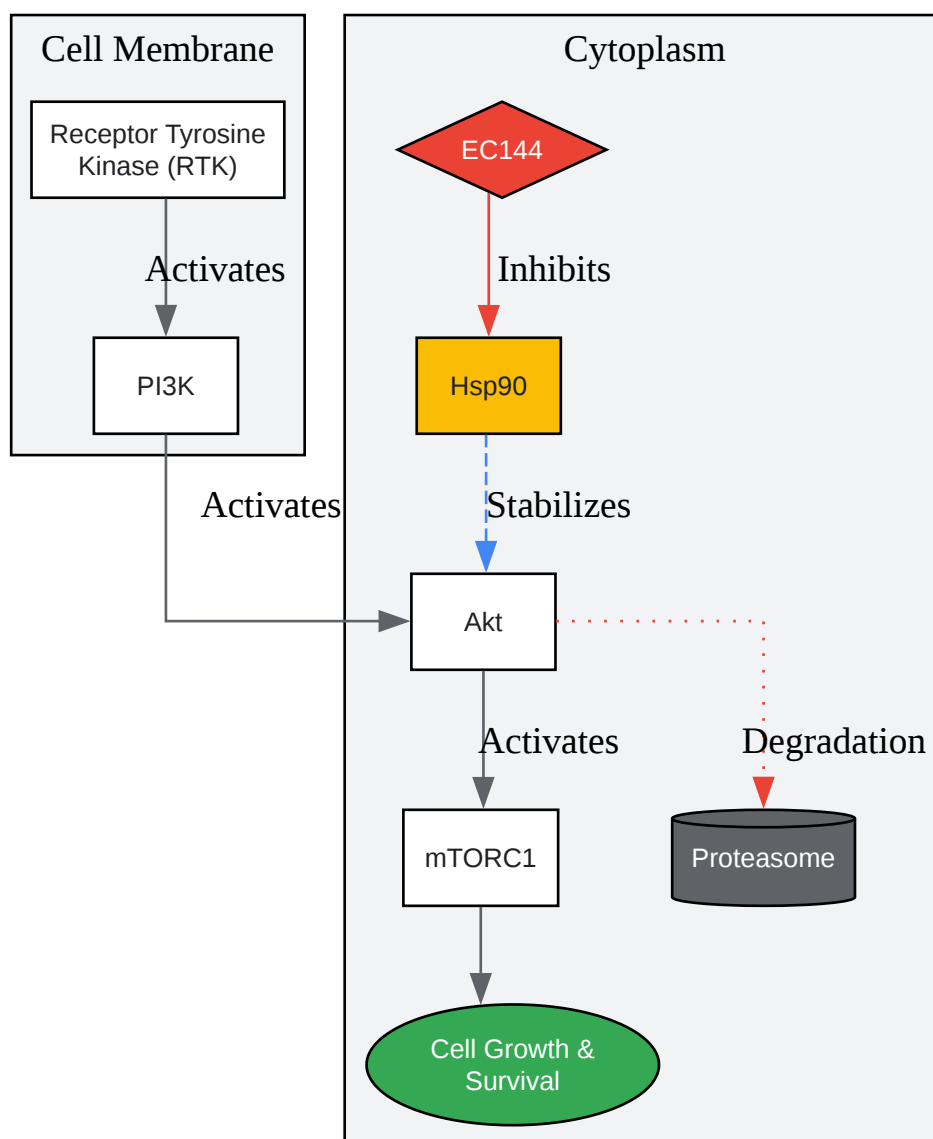 Cell Membrane
Receptor Tyrosine
Kinase (RTK)
Activates
PI3K
Activates
Cytoplasm
EC144
Inhibits
Hsp90
Stabilizes
Akt
Activates
Degradation
mTORC1
Proteasome
Cell Growth &
Survival